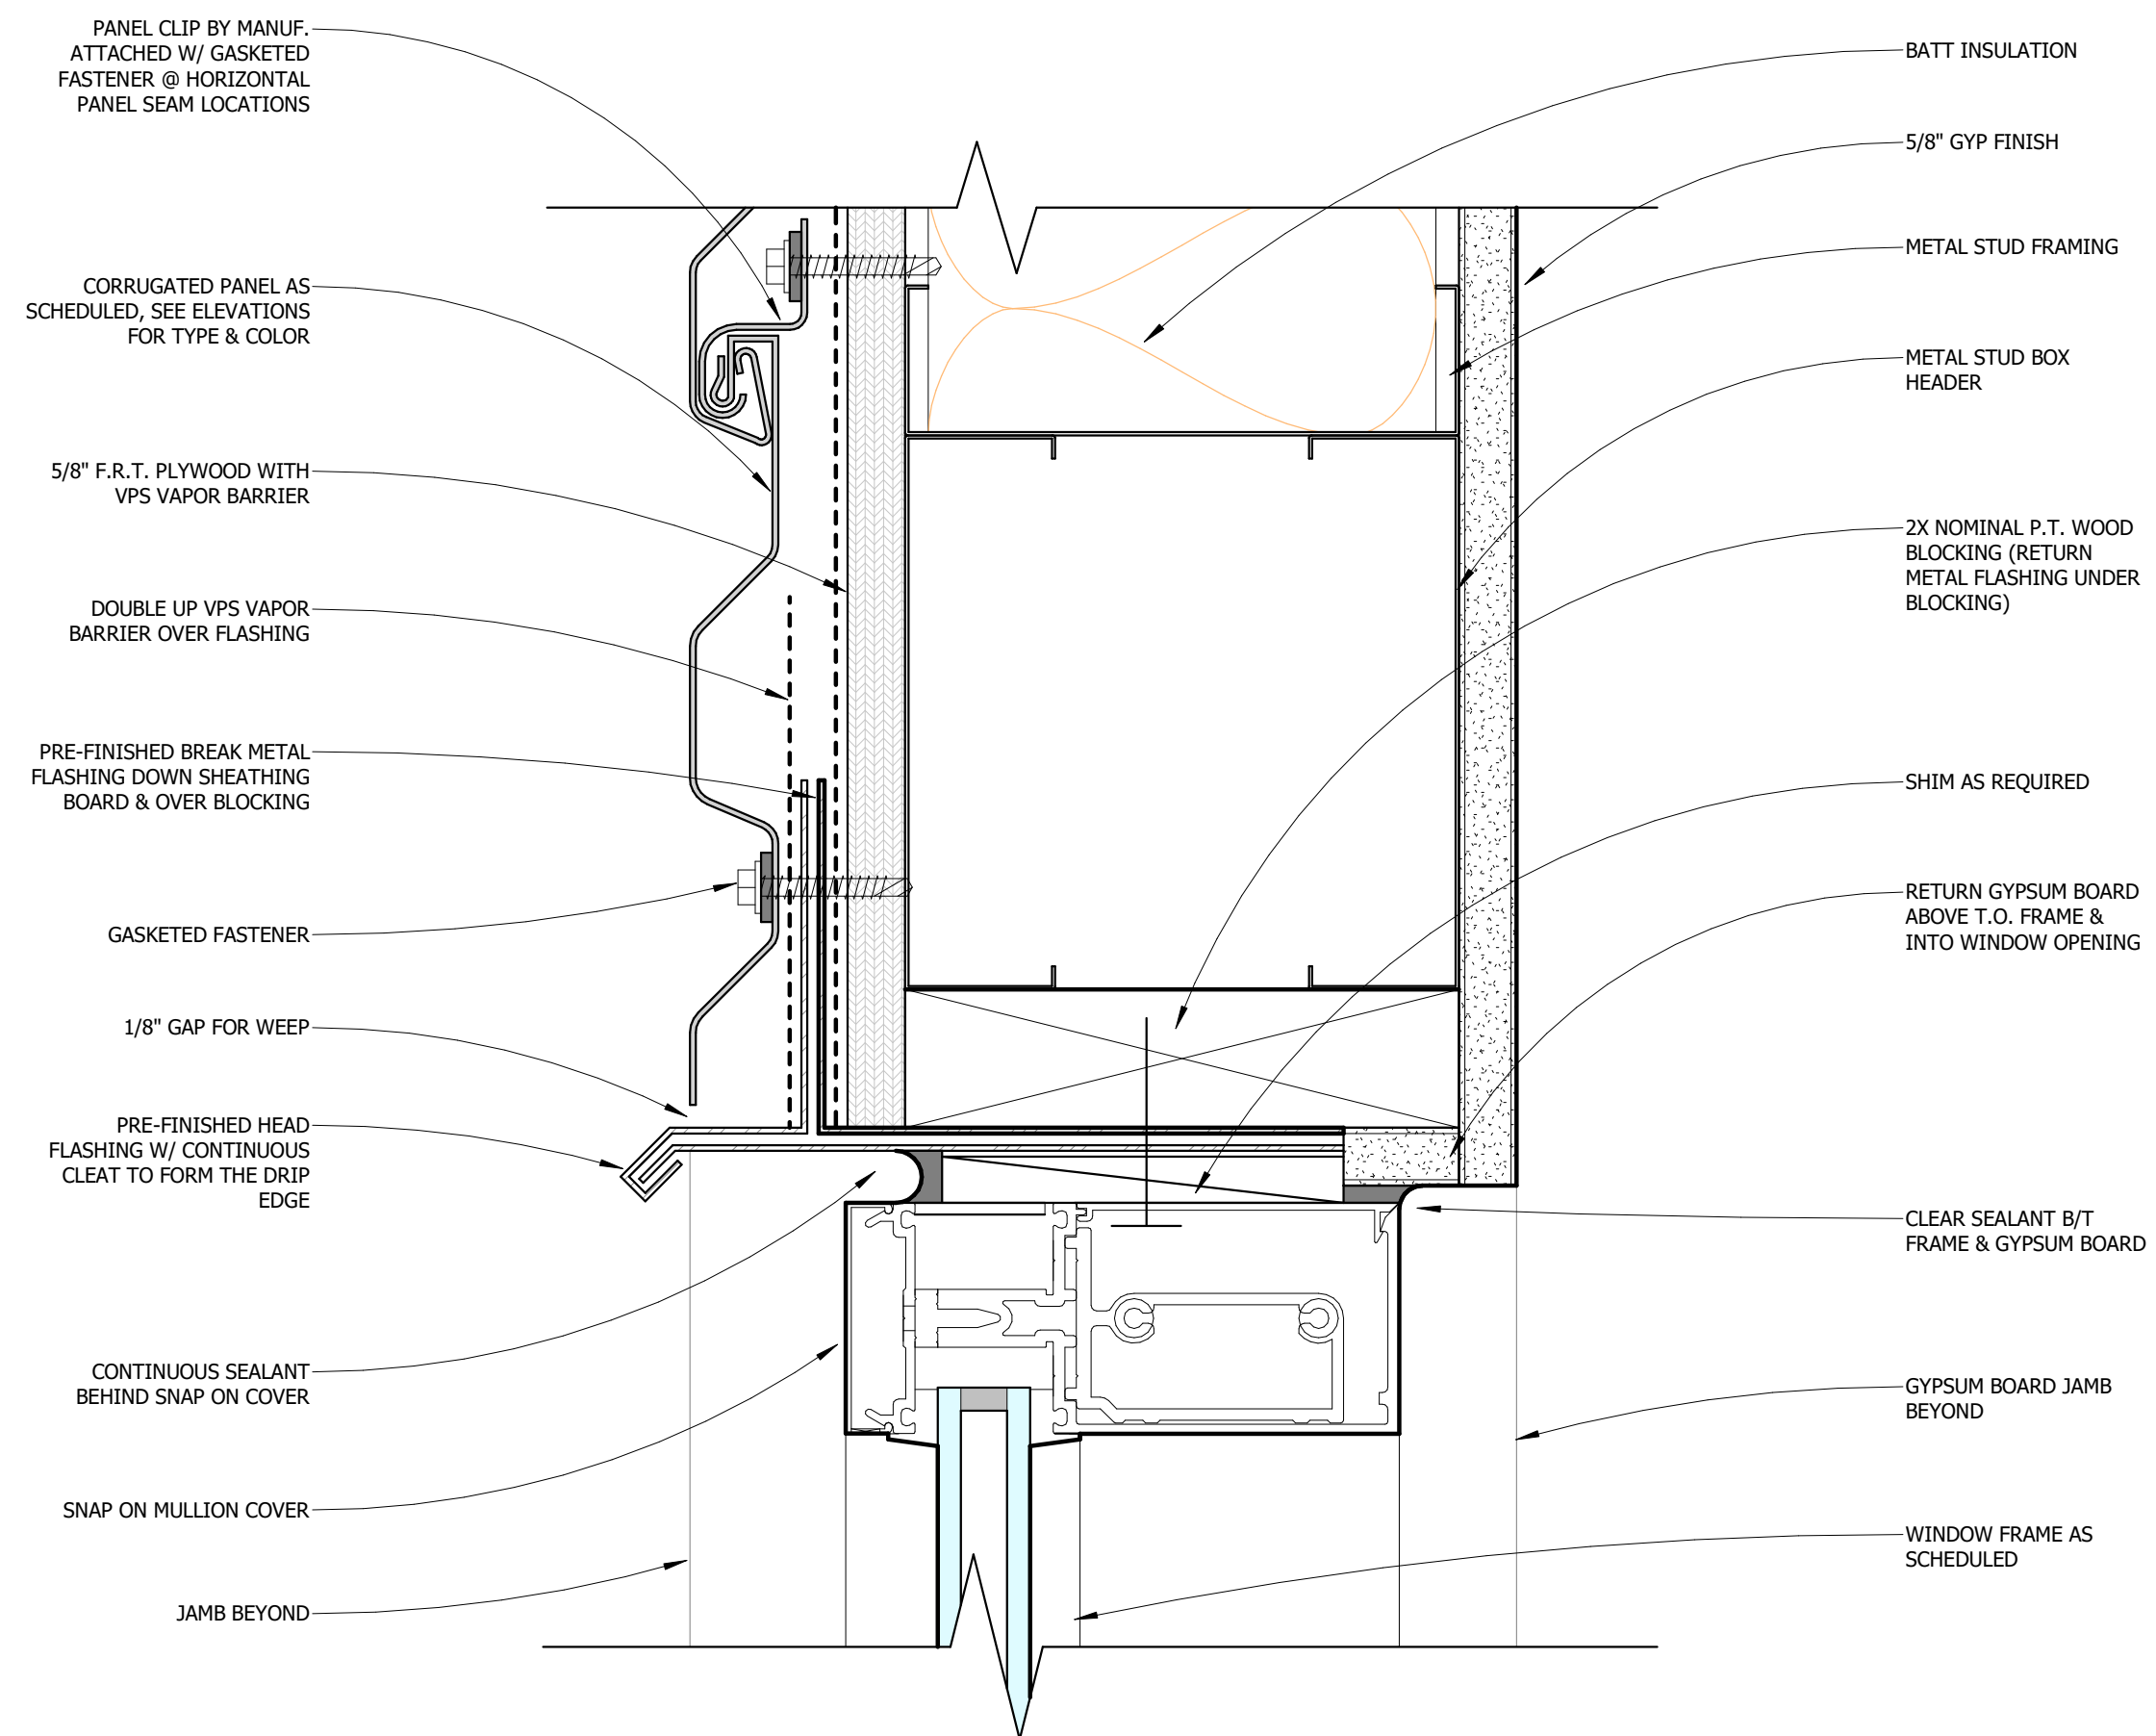 PANEL CLIP BY MANUF.
ATTACHED W/ GASKETED
FASTENER @ HORIZONTAL
PANEL SEAM LOCATIONS
CORRUGATED PANEL AS
SCHEDULED, SEE ELEVATIONS
FOR TYPE & COLOR
5/8" F.R.T. PLYWOOD WITH
VPS VAPOR BARRIER
DOUBLE UP VPS VAPOR
BARRIER OVER FLASHING
PRE-FINISHED BREAK METAL
FLASHING DOWN SHEATHING
BOARD & OVER BLOCKING
GASKETED FASTENER
1/8" GAP FOR WEEP
PRE-FINISHED HEAD
FLASHING W/ CONTINUOUS
CLEAT TO FORM THE DRIP
EDGE
CONTINUOUS SEALANT
BEHIND SNAP ON COVER
SNAP ON MULLION COVER
JAMB BEYOND
BATT INSULATION
5/8" GYP FINISH
METAL STUD FRAMING
METAL STUD BOX
HEADER
2X NOMINAL P.T. WOOD
BLOCKING (RETURN
METAL FLASHING UNDER
BLOCKING)
SHIM AS REQUIRED
RETURN GYPSUM BOARD
ABOVE T.O. FRAME &
INTO WINDOW OPENING
CLEAR SEALANT B/T
FRAME & GYPSUM BOARD
GYPSUM BOARD JAMB
BEYOND
WINDOW FRAME AS
SCHEDULED